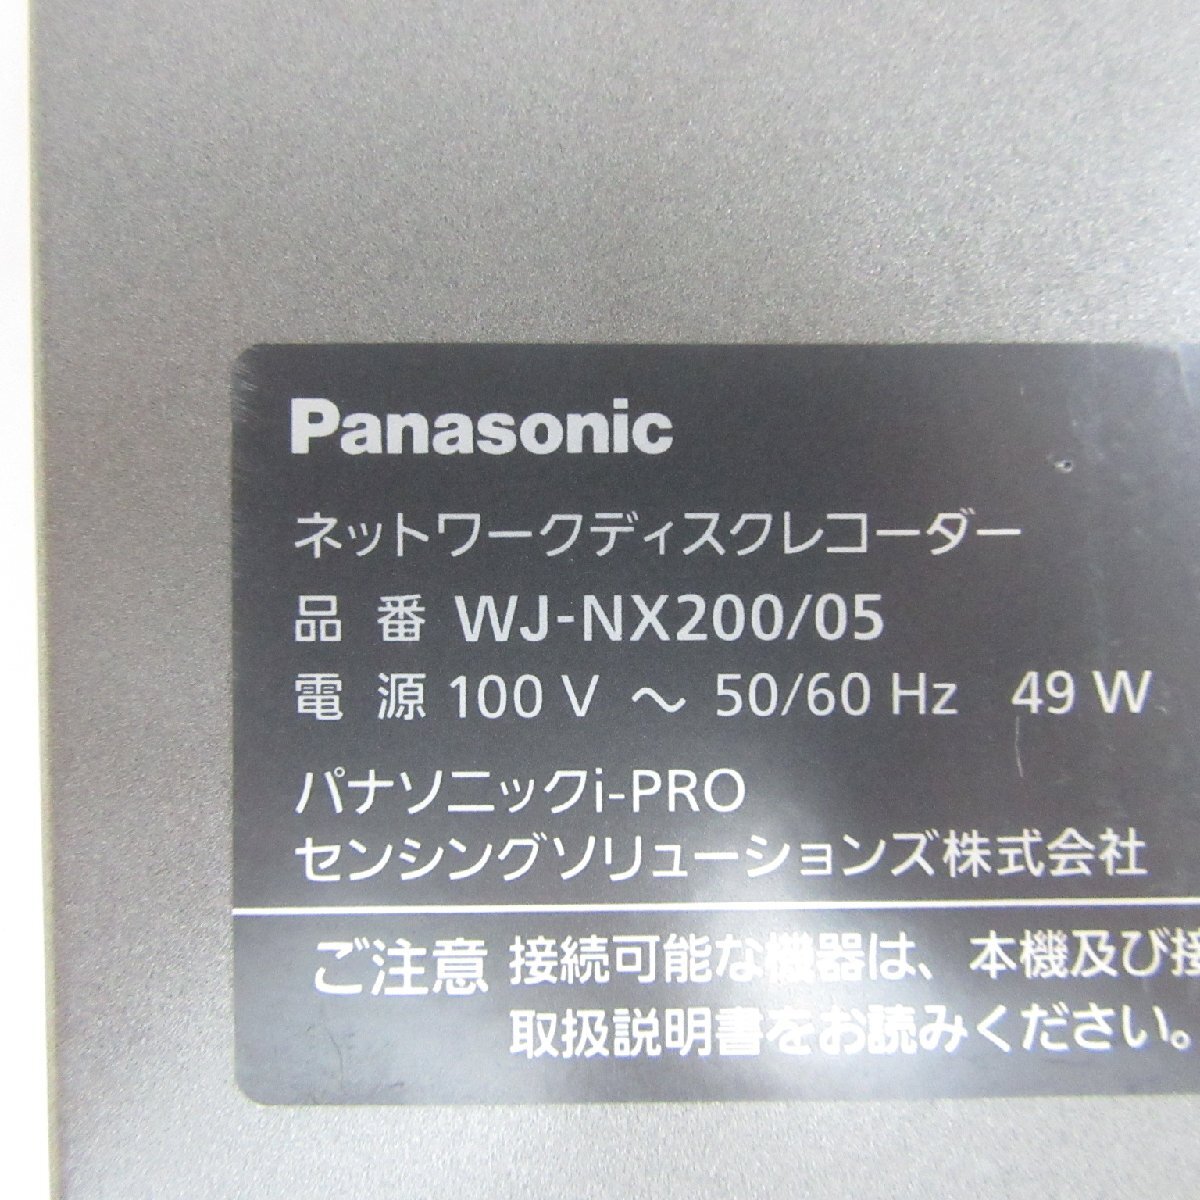 Panasonic
ネットワークディスクレコーダー
品 番 WJ-NX200/05
電 源 100 V ～ 50/60 Hz 49 W
パナソニックi-PRO
センシングソリューションズ株式会社
ご注意 接続可能な機器は、本機及び接
取扱説明書をお読みください。